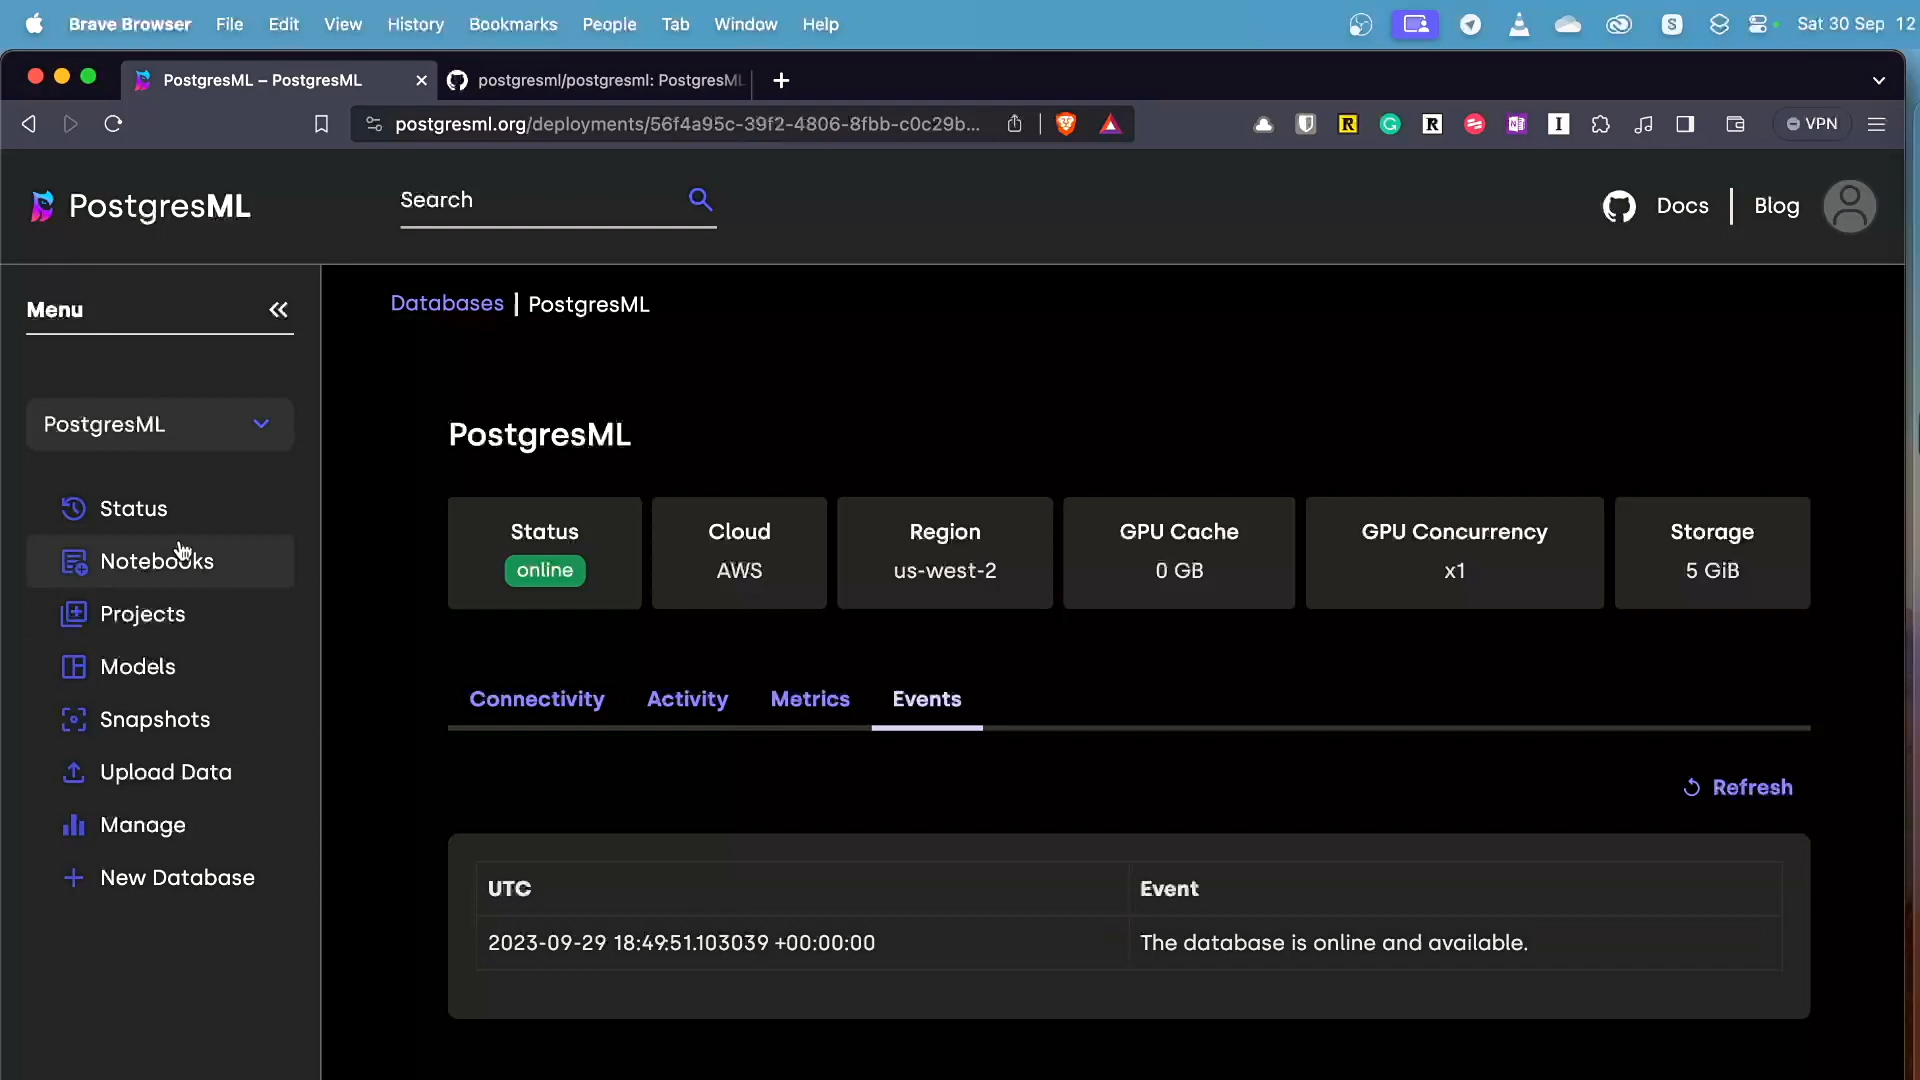 Brave Browser File Edit View History Bookmarks People Tab Window Help S Sat 30 Sep 12
PostgresML – PostgresML postgresml/postgresml: PostgresML
postgresml.org/deployments/56f4a95c-39f2-4806-8fbb-c0c29b... VPN
PostgresML Search Docs | Blog
Menu
Databases | PostgresML
PostgresML
Status
Notebooks
Projects
Models
Snapshots
Upload Data
Manage
New Database
PostgresML
Status Cloud Region GPU Cache GPU Concurrency Storage
online AWS us-west-2 0 GB x1 5 GiB
Connectivity Activity Metrics Events
Refresh
UTC Event
2023-09-29 18:49:51.103039 +00:00:00 The database is online and available.